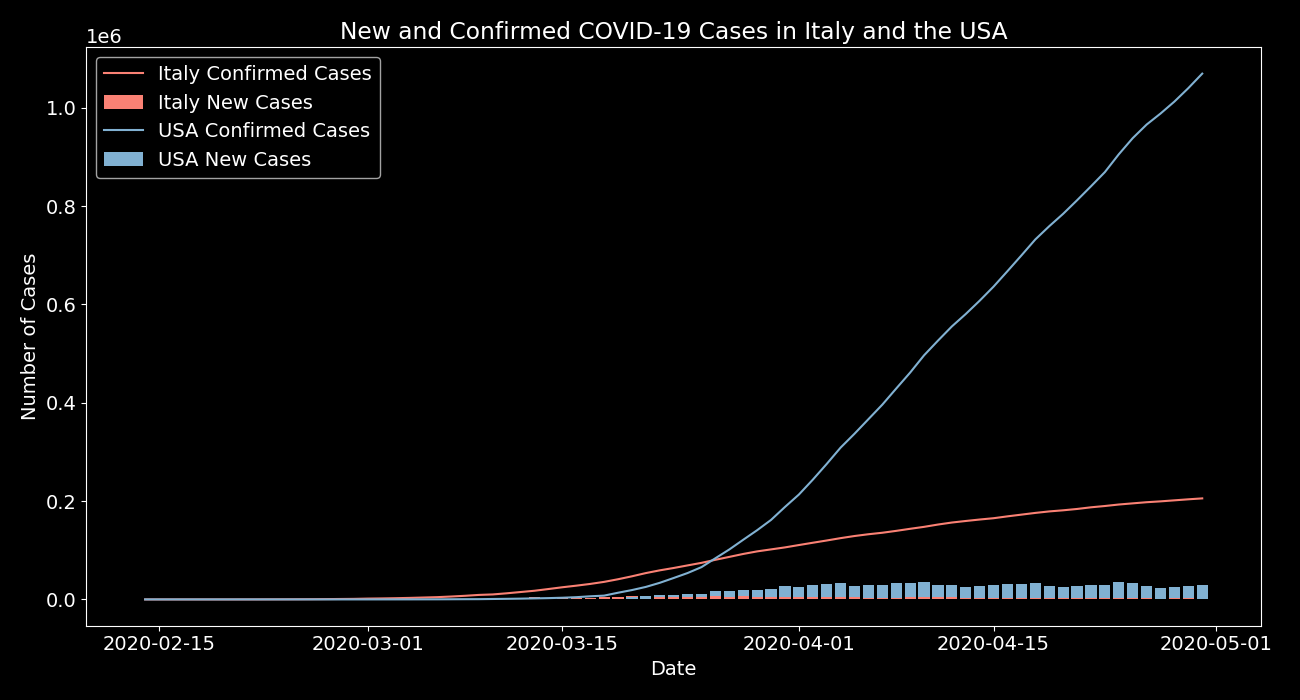 New and Confirmed COVID-19 Cases in Italy and the USA
1e6
Italy Confirmed Cases
Italy New Cases
USA Confirmed Cases
USA New Cases
1.0
0.8
0.6
0.4
0.2
0.0
Number of Cases
2020-02-15 2020-03-01 2020-03-15 2020-04-01 2020-04-15 2020-05-01
Date